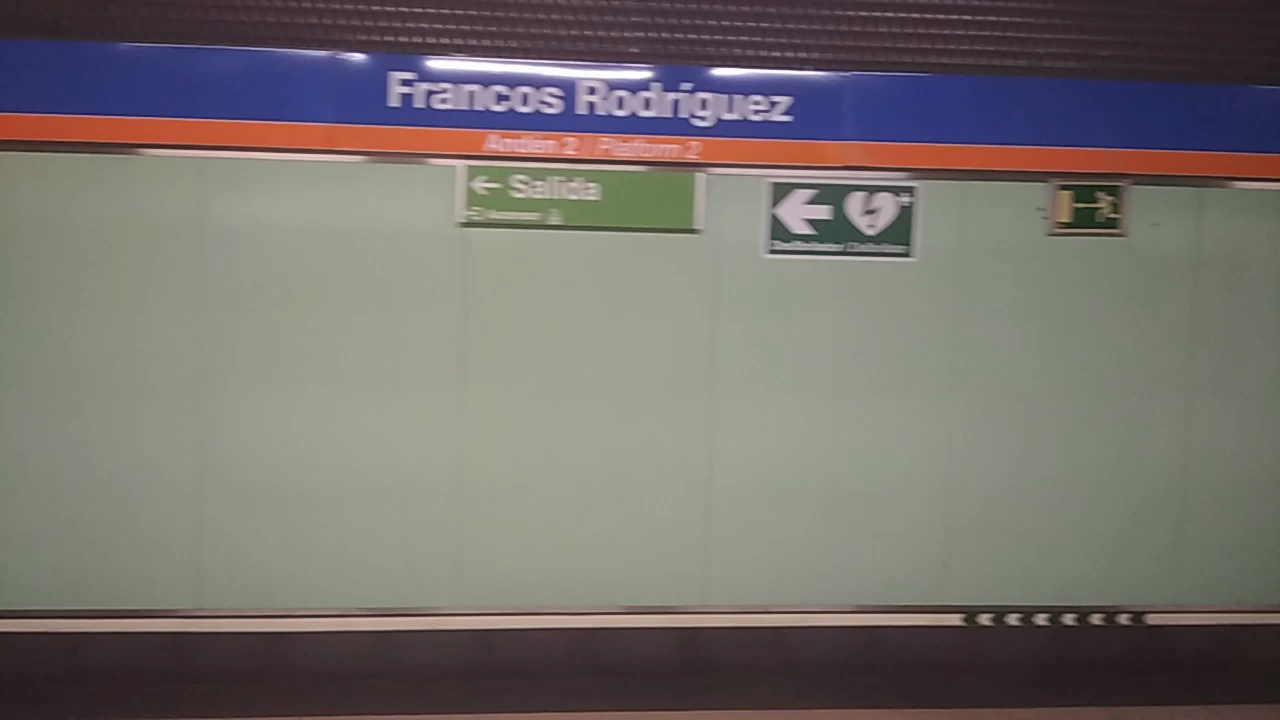 Francos Rodríguez
Andén 2 | Platform 2
← Salida